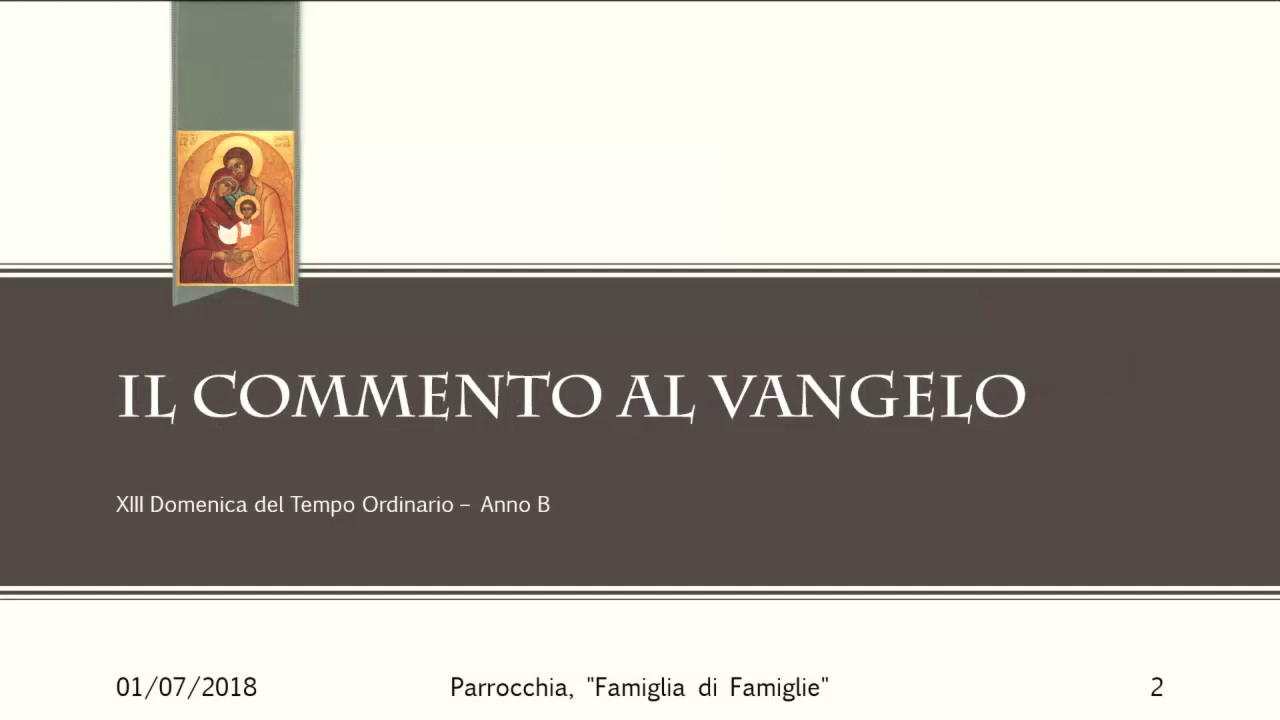 IL COMMENTO AL VANGELO
XIII Domenica del Tempo Ordinario – Anno B
01/07/2018 Parrocchia, "Famiglia di Famiglie" 2